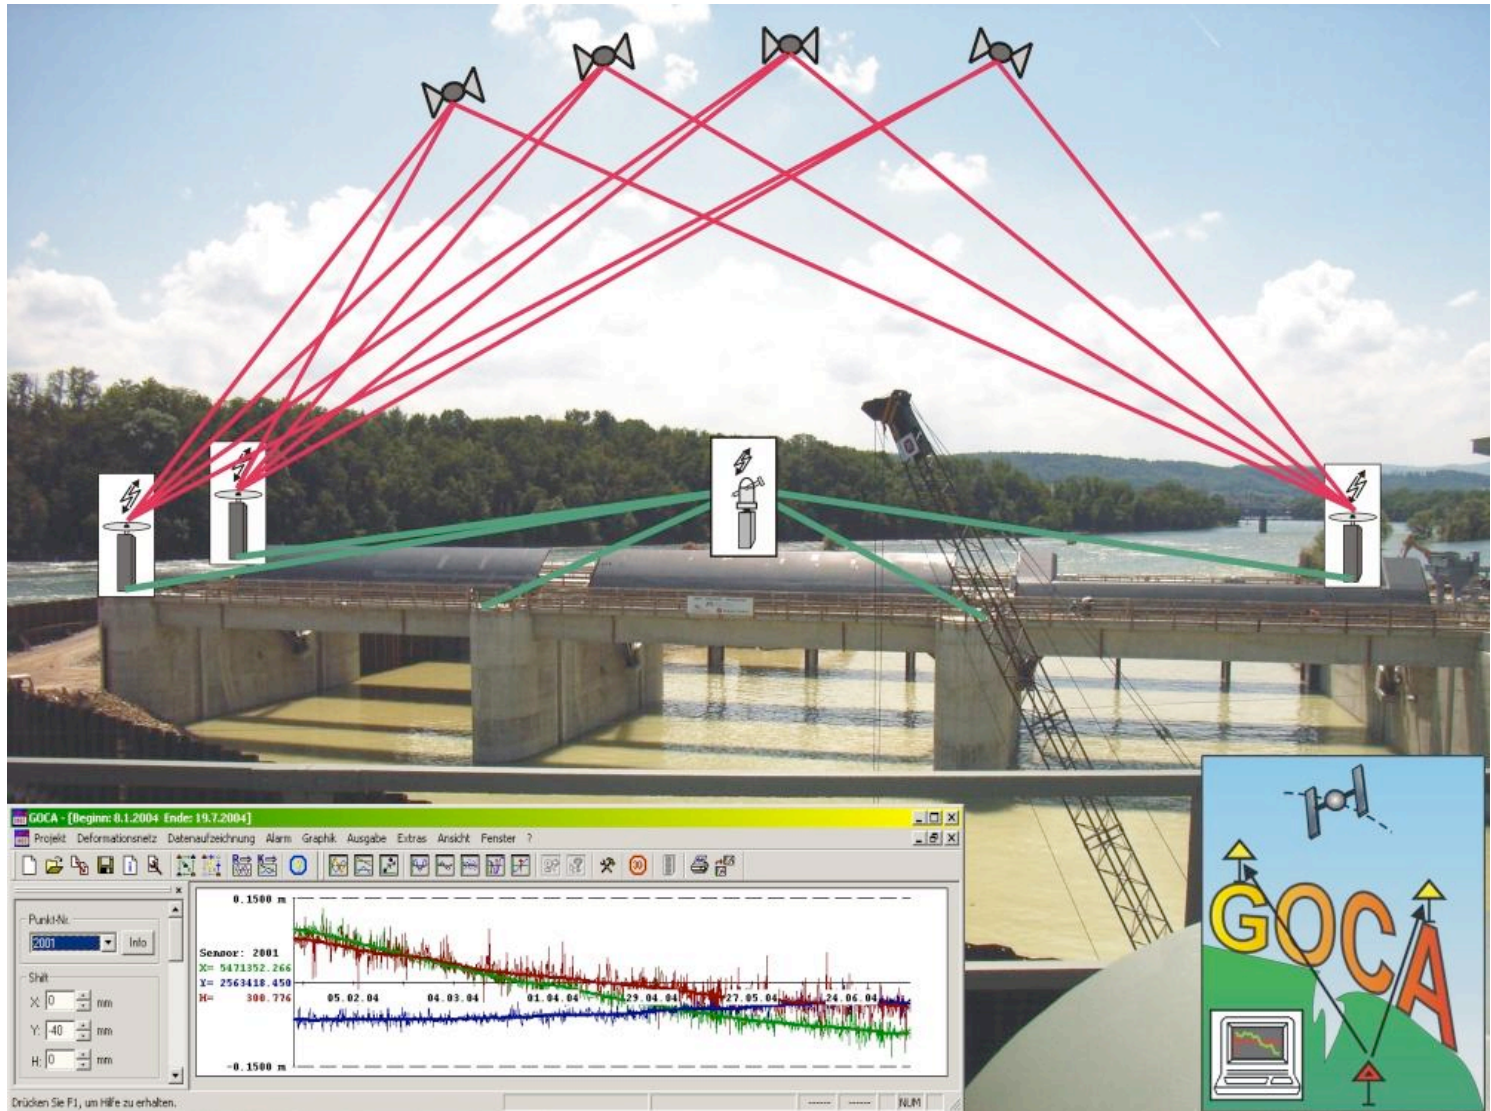 GOCA - [Beginn: 8.1.2004 Ende: 19.7.2004]
Projekt Deformationsnetz Datenaufzeichnung Alarm Graphik Ausgabe Extras Ansicht Fenster ?
30
Punkt-Nr.
2001 Info
Shift
X: 0 mm
Y: -40 mm
H: 0 mm
0.1500 m
Sensor: 2001
X= 5471352.266
Y= 2563418.450
H= 300.776
05.02.04 04.03.04 01.04.04 29.04.04 27.05.04 24.06.04
-0.1500 m
Drücken Sie F1, um Hilfe zu erhalten.
NUM
GOCA